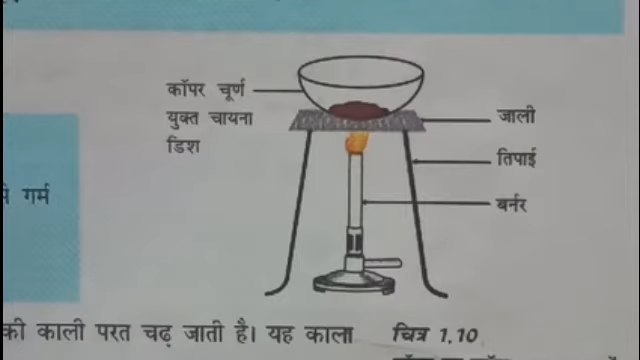 कॉपर चूर्ण
युक्त चायना
डिश
जाली
तिपाई
बर्नर
गर्म
की काली परत चढ़ जाती है। यह काला
चित्र 1.10